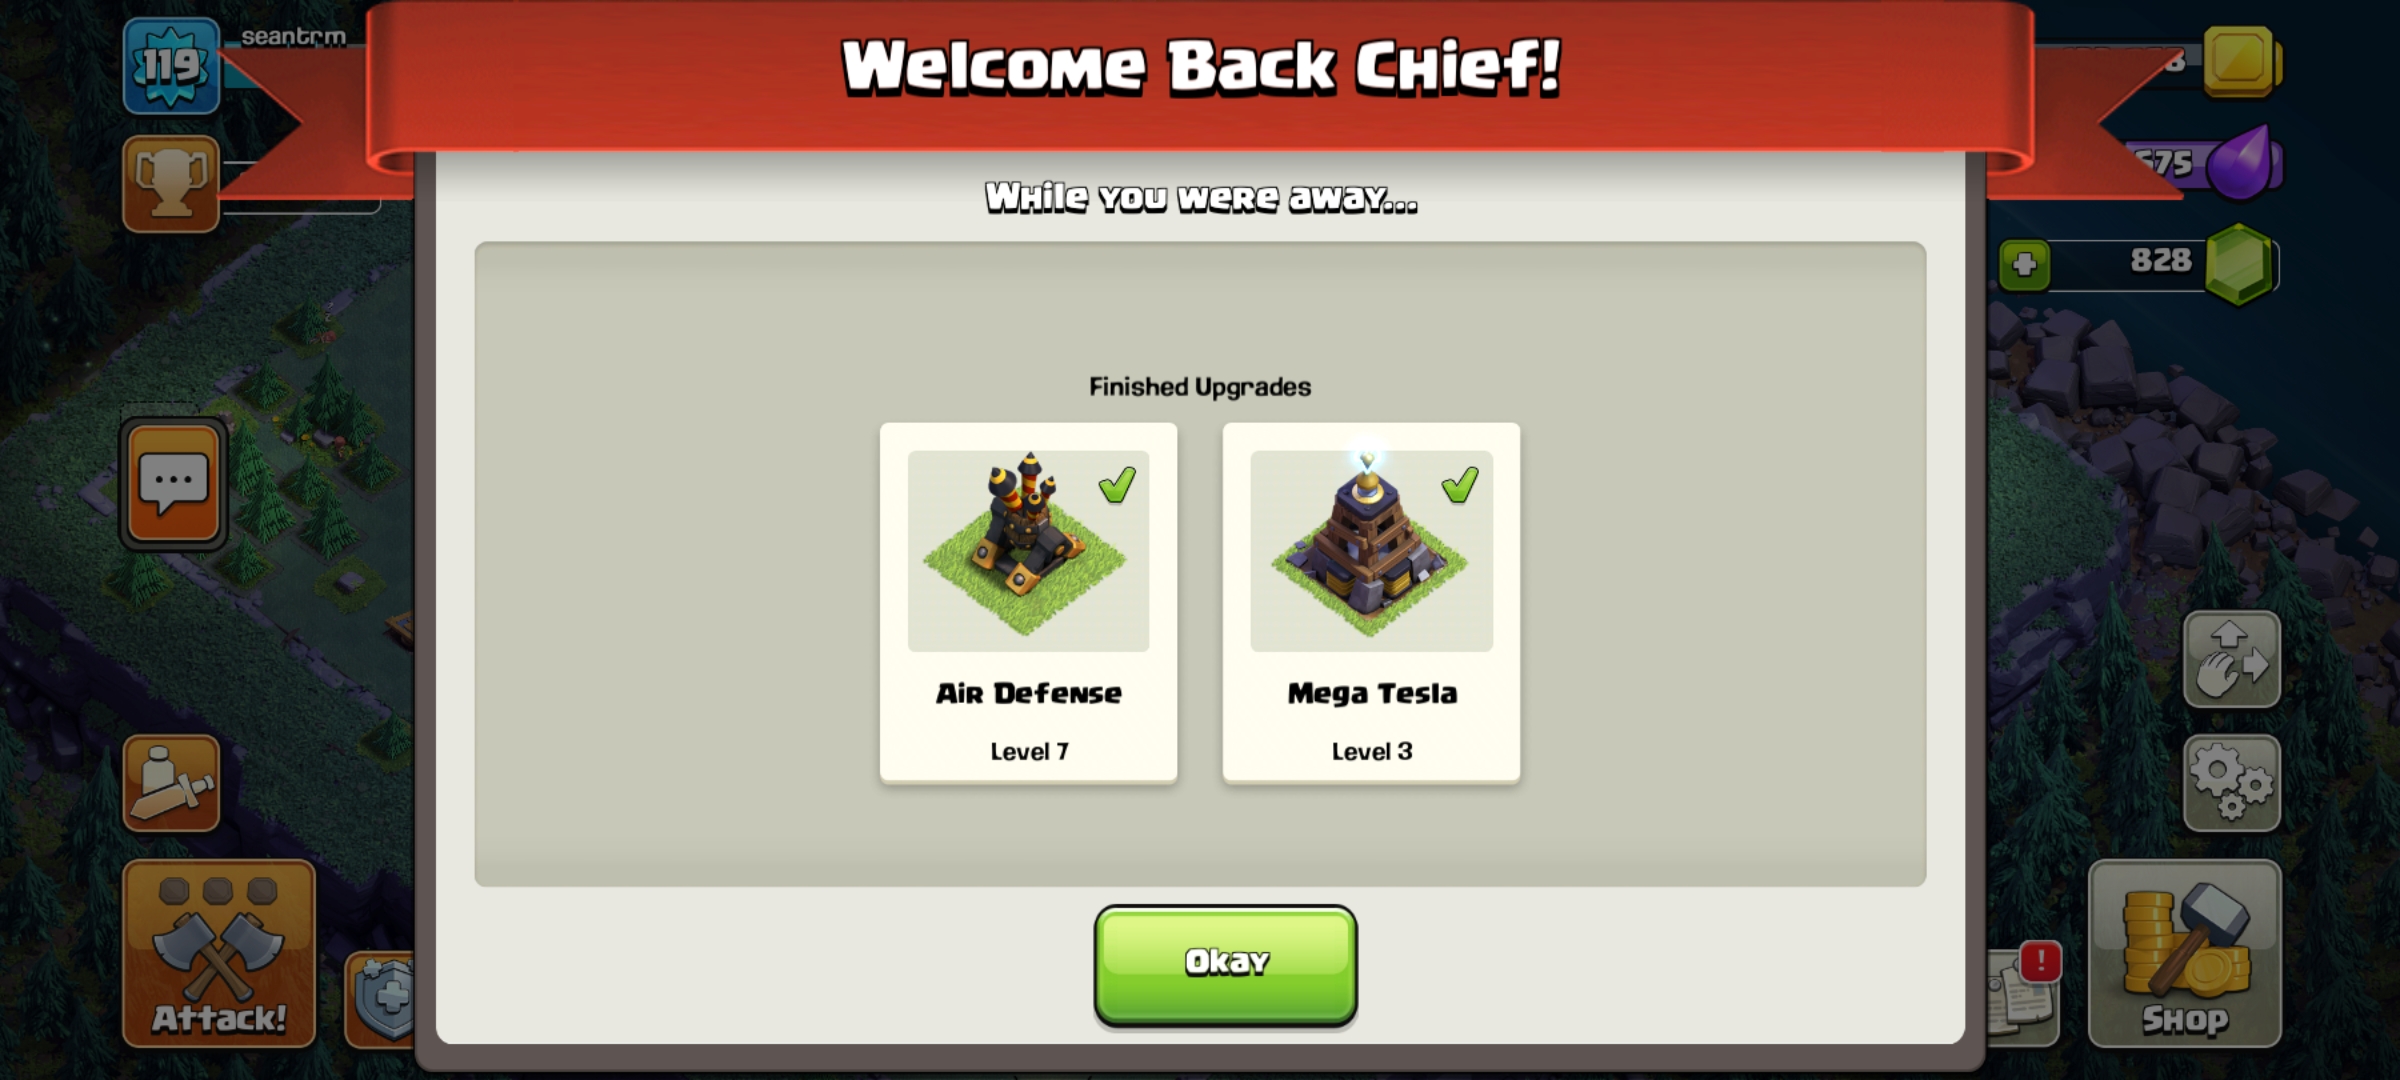 119
seantrm
Welcome Back Chief!
While you were away...
675
828
Finished Upgrades
Air Defense
Level 7
Mega Tesla
Level 3
Okay
Attack!
!
Shop